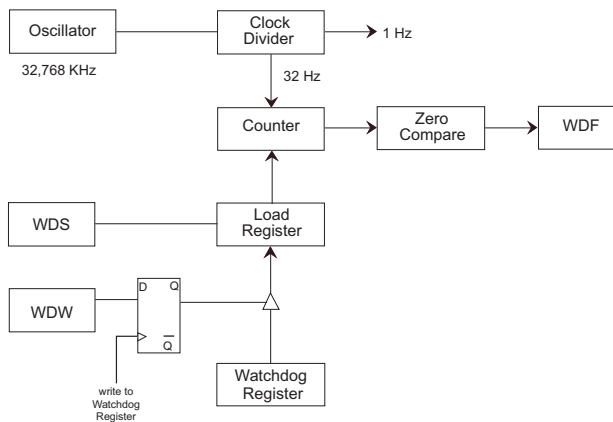 Oscillator
32,768 KHz
Clock
Divider
1 Hz
32 Hz
Counter
Zero
Compare
WDF
WDS
Load
Register
WDW
D
Q
Q
write to
Watchdog
Register
Watchdog
Register